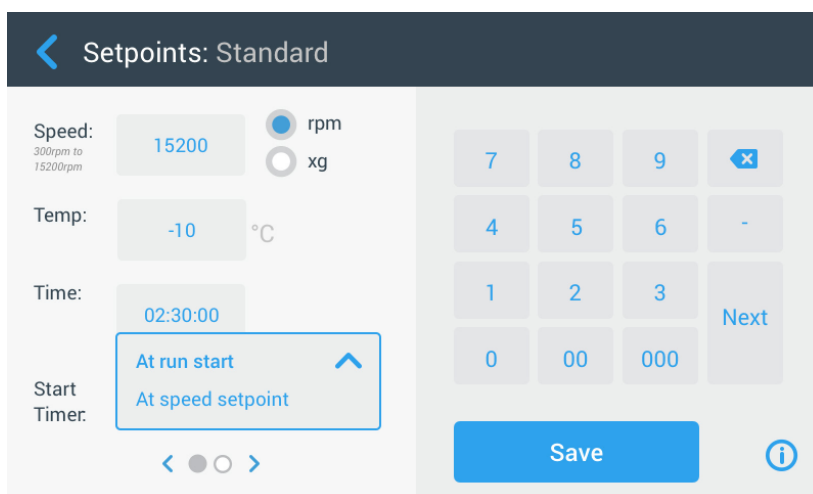 Setpoints: Standard
Speed:
300rpm to
15200rpm
15200
rpm
xg
Temp:
-10
°C
Time:
02:30:00
Start
Timer:
At run start
At speed setpoint
7 8 9
4 5 6 -
1 2 3
Next
0 00 000
Save